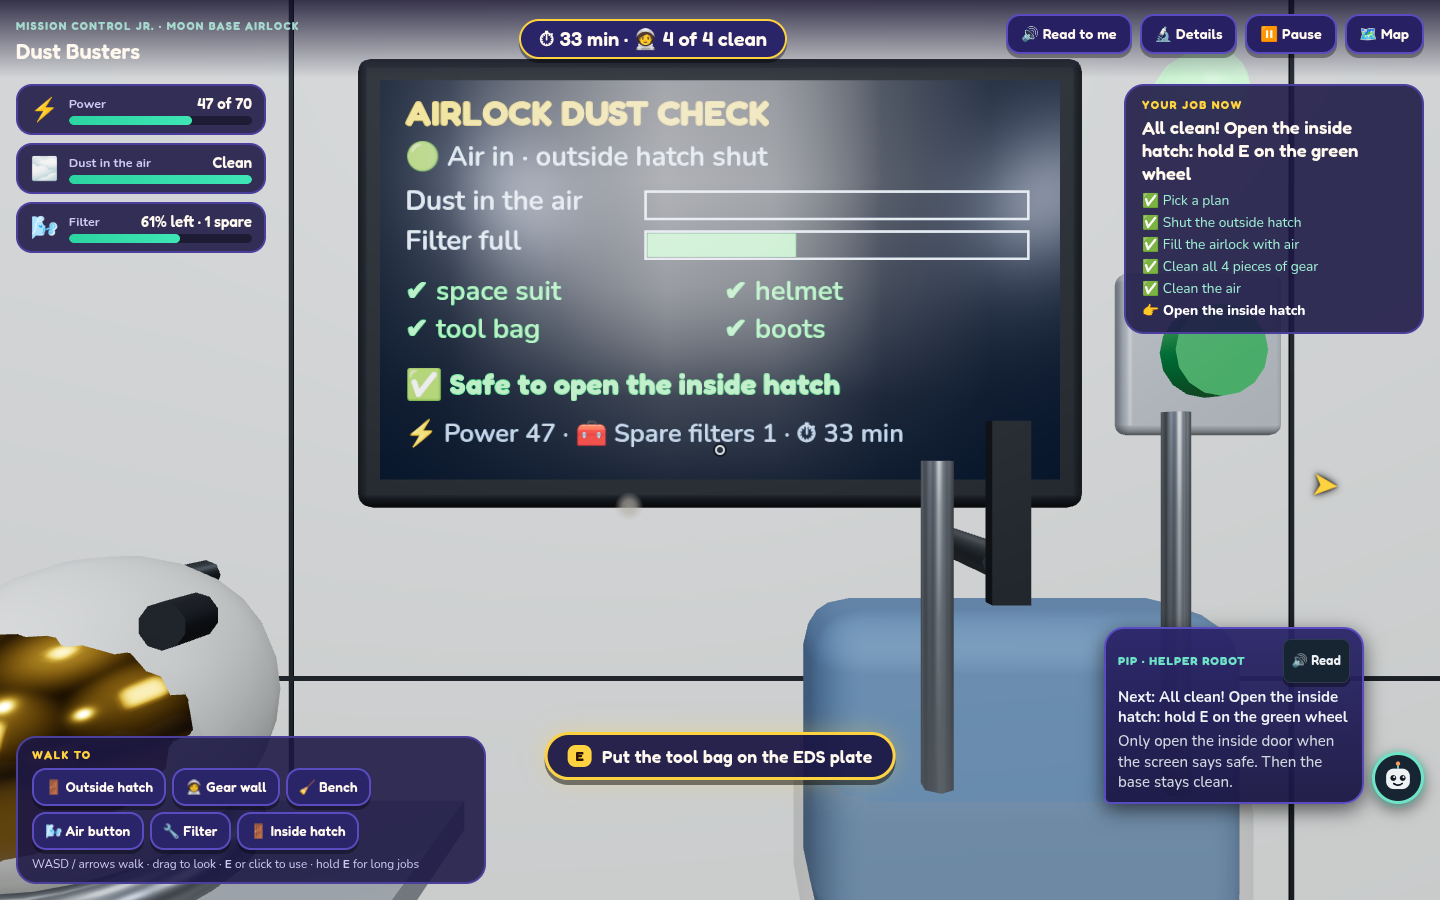 MISSION CONTROL JR. · MOON BASE AIRLOCK
Dust Busters
⏱ 33 min · 🧑‍🚀 4 of 4 clean
🔊 Read to me
🔬 Details
⏸️ Pause
🗺️ Map
⚡ Power 47 of 70
Dust in the air Clean
🌬️ Filter 61% left · 1 spare
AIRLOCK DUST CHECK
🟢 Air in · outside hatch shut
Dust in the air
Filter full
✔ space suit
✔ helmet
✔ tool bag
✔ boots
✅ Safe to open the inside hatch
⚡ Power 47 · 🧰 Spare filters 1 · ⏱ 33 min
YOUR JOB NOW
All clean! Open the inside
hatch: hold E on the green
wheel
✅ Pick a plan
✅ Shut the outside hatch
✅ Fill the airlock with air
✅ Clean all 4 pieces of gear
✅ Clean the air
👉 Open the inside hatch
PIP · HELPER ROBOT
🔊 Read
Next: All clean! Open the inside
hatch: hold E on the green wheel
Only open the inside door when
the screen says safe. Then the
base stays clean.
E Put the tool bag on the EDS plate
WALK TO
🚪 Outside hatch
🧑‍🚀 Gear wall
🧹 Bench
🌬️ Air button
🔧 Filter
🚪 Inside hatch
WASD / arrows walk · drag to look · E or click to use · hold E for long jobs